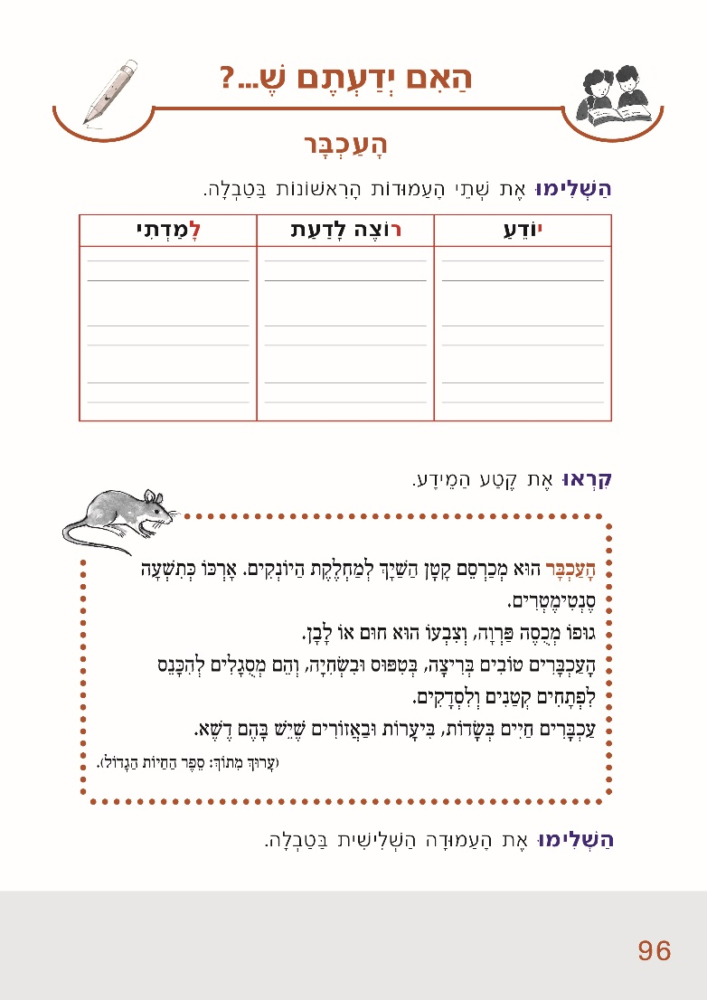 הַאִם יְדַעְתֶּם שֶׁ...?
הָעַכְבָּר
הַשְׁלִימוּ אֶת שְׁתֵּי הָעַמּוּדוֹת הָרִאשׁוֹנוֹת בַּטַּבְלָה.
יוֹדֵעַ רוֹצֶה לָדַעַת לָמַדְתִּי
קִרְאוּ אֶת קֶטַע הַמֵּידָע.
הָעַכְבָּר הוּא מְכַרְסֵם קָטָן הַשַּׁיָּךְ לְמַחְלֶקֶת הַיּוֹנְקִים. אָרְכּוֹ כְּתִשְׁעָה
סֶנְטִימֶטְרִים.
גּוּפוֹ מְכֻסֶּה פַּרְוָה, וְצִבְעוֹ הוּא חוּם אוֹ לָבָן.
הָעַכְבָּרִים טוֹבִים בְּרִיצָה, בְּטִפּוּס וּבִשְׂחִיָּה, וְהֵם מְסֻגָּלִים לְהִכָּנֵס
לִפְתָחִים קְטַנִּים וְלִסְדָקִים.
עַכְבָּרִים חַיִּים בְּשָׂדוֹת, בִּיעָרוֹת וּבַאֲזוֹרִים שֶׁיֵּשׁ בָּהֶם דֶּשֶׁא.
(עָרוּךְ מִתּוֹךְ: סֵפֶר הַחַיּוֹת הַגָּדוֹל).
הַשְׁלִימוּ אֶת הָעַמּוּדָה הַשְּׁלִישִׁית בַּטַּבְלָה.
96